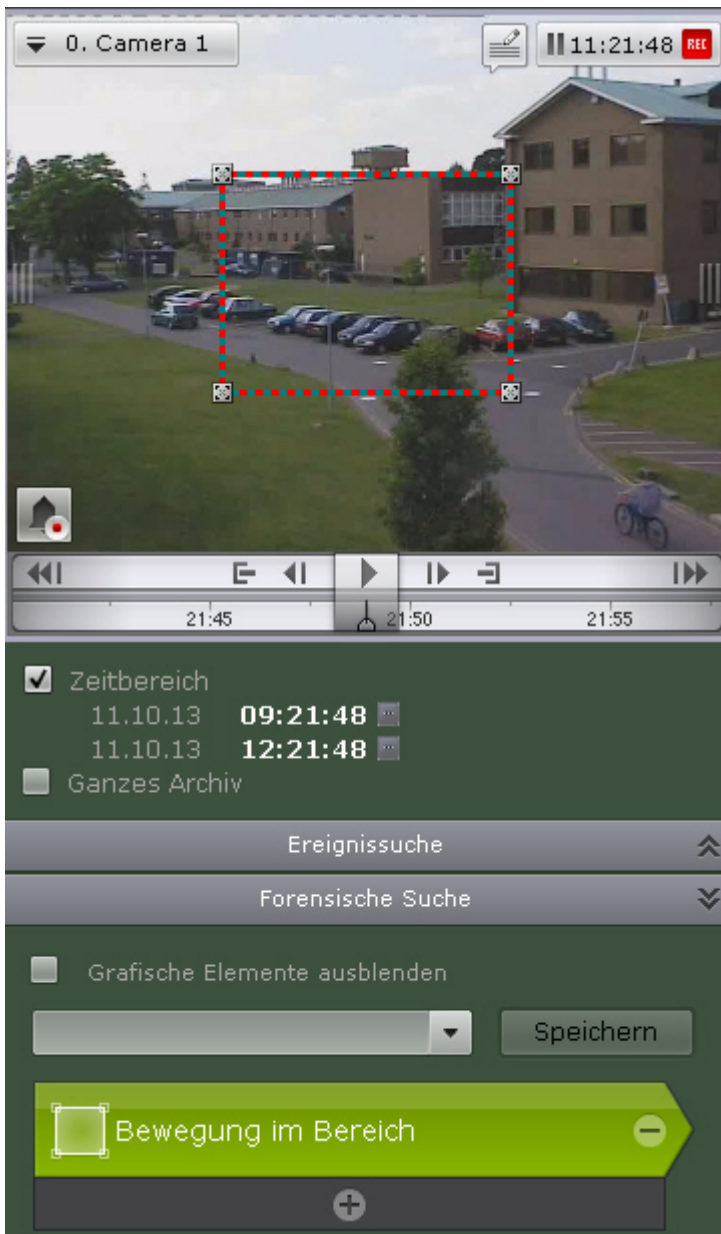 0. Camera 1
11:21:48 REC
21:45 21:50 21:55
Zeitbereich
11.10.13 09:21:48
11.10.13 12:21:48
Ganzes Archiv
Ereignissuche
Forensische Suche
Grafische Elemente ausblenden
Speichern
Bewegung im Bereich